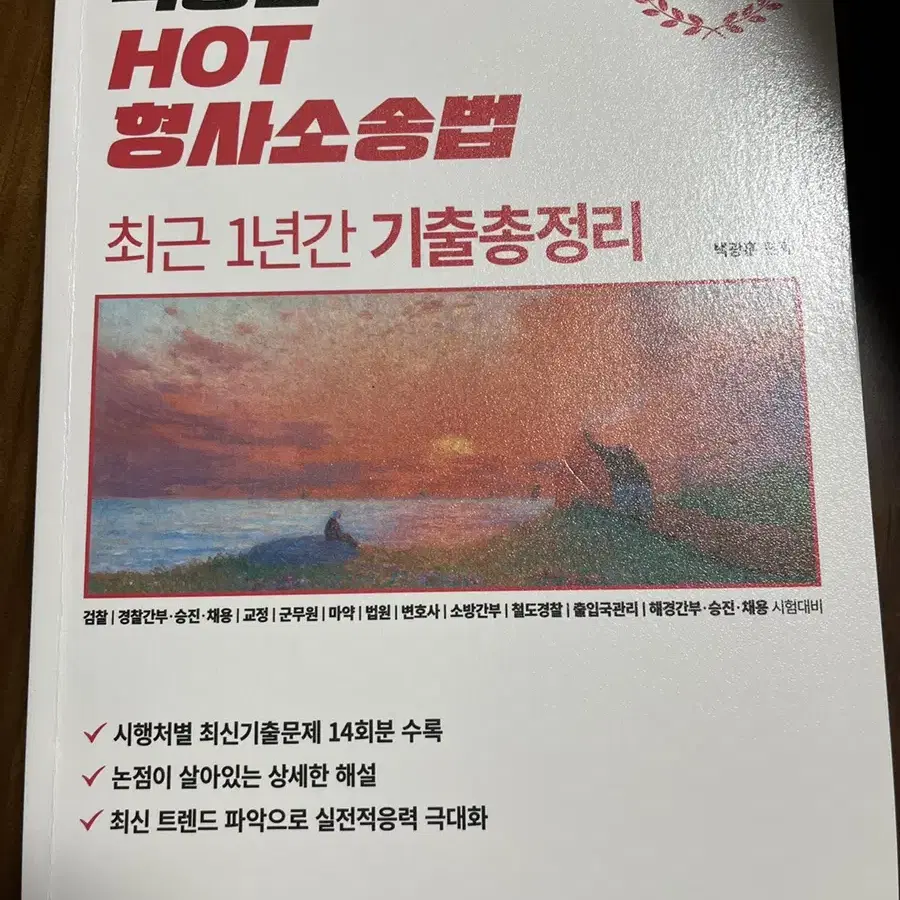 HOT
형사소송법
최근 1년간 기출총정리
백광훈 편저
검찰 | 경찰간부·승진·채용 | 교정 | 군무원 | 마약 | 법원 | 변호사 | 소방간부 | 철도경찰 | 출입국관리 | 해경간부·승진·채용 시험대비
✓ 시행처별 최신기출문제 14회분 수록
✓ 논점이 살아있는 상세한 해설
✓ 최신 트렌드 파악으로 실전적응력 극대화